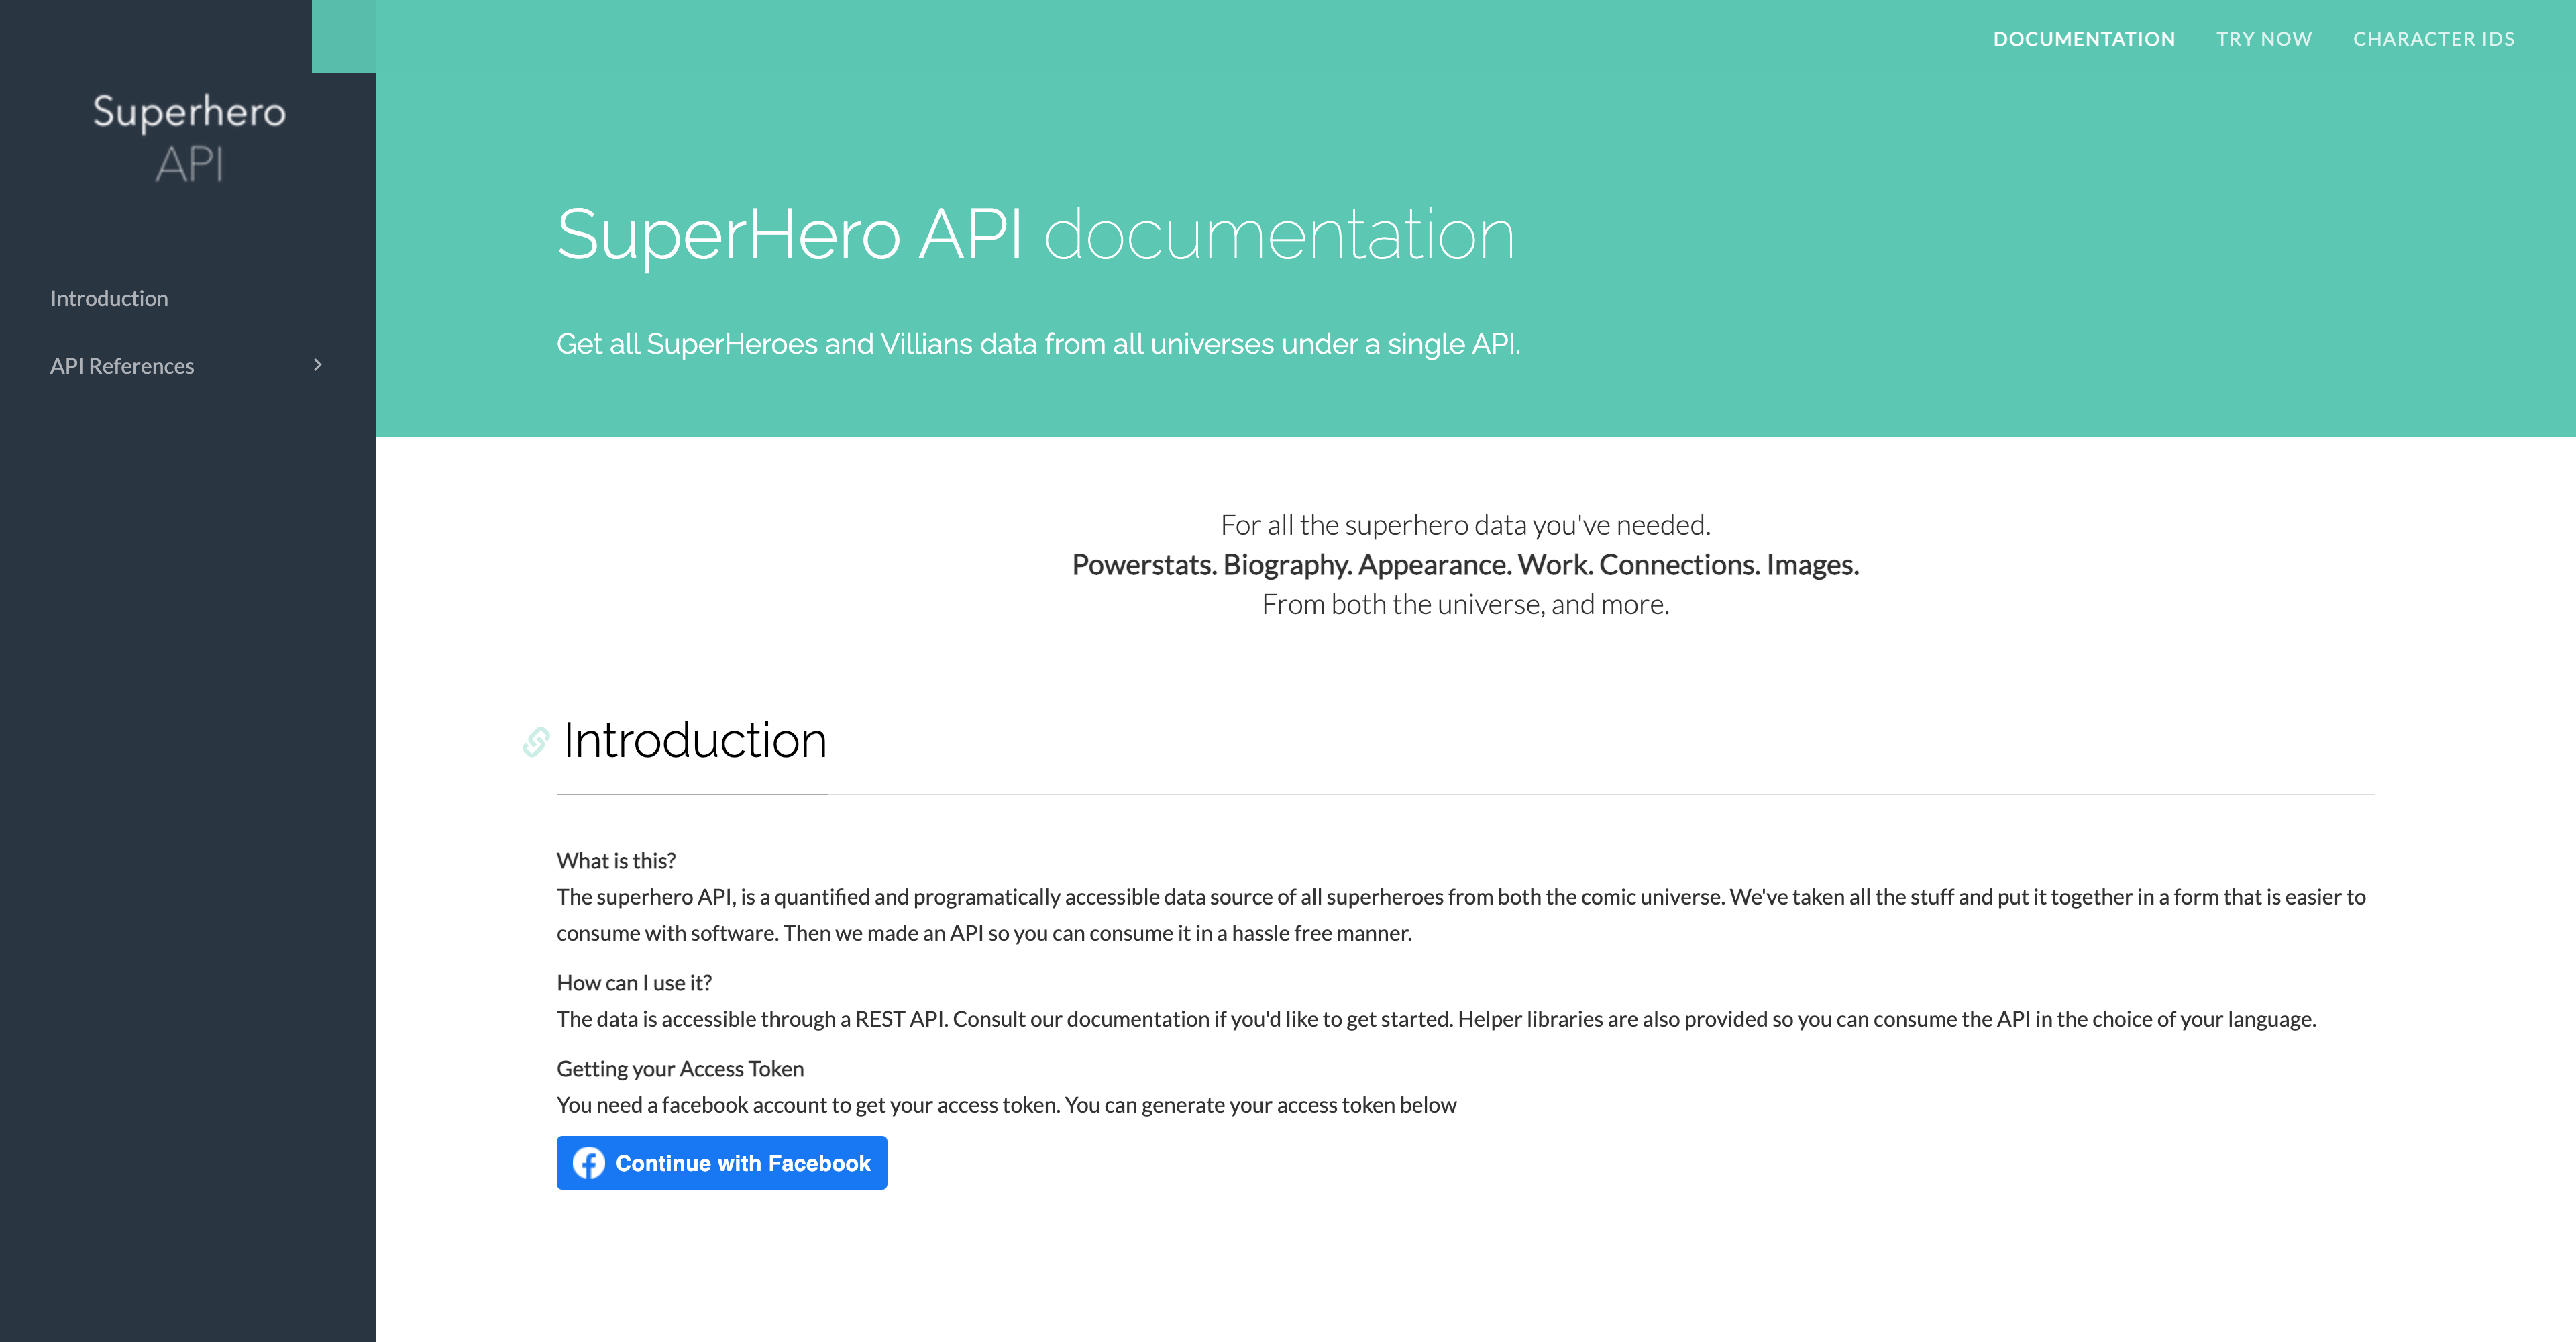 DOCUMENTATION TRY NOW CHARACTER IDS
Superhero
API
Introduction
API References
SuperHero API documentation
Get all SuperHeroes and Villians data from all universes under a single API.
For all the superhero data you've needed.
Powerstats. Biography. Appearance. Work. Connections. Images.
From both the universe, and more.
Introduction
What is this?
The superhero API, is a quantified and programatically accessible data source of all superheroes from both the comic universe. We've taken all the stuff and put it together in a form that is easier to
consume with software. Then we made an API so you can consume it in a hassle free manner.
How can I use it?
The data is accessible through a REST API. Consult our documentation if you'd like to get started. Helper libraries are also provided so you can consume the API in the choice of your language.
Getting your Access Token
You need a facebook account to get your access token. You can generate your access token below
Continue with Facebook